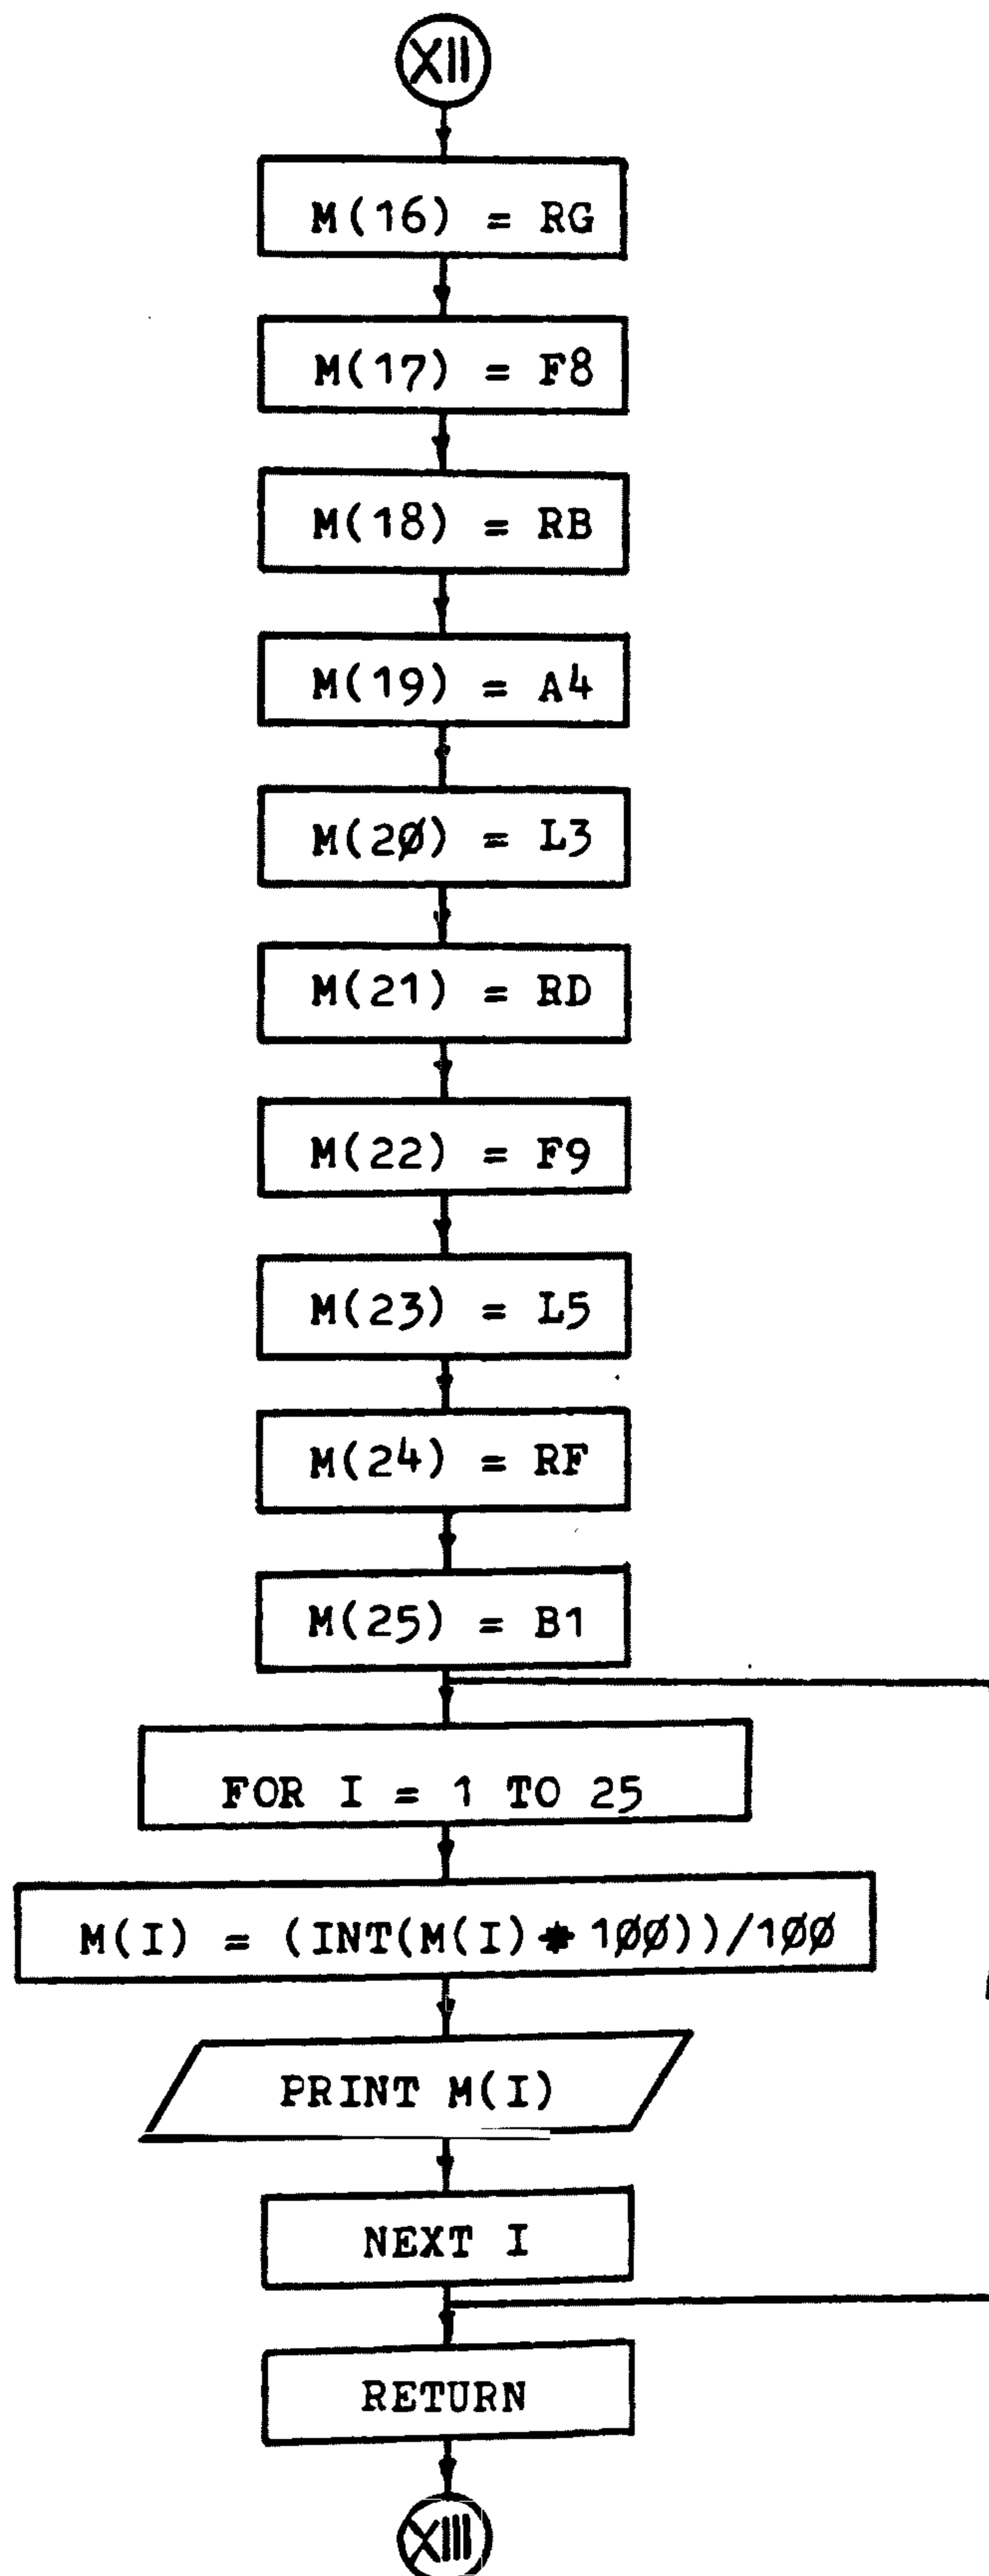 XII
M(16) = RG
M(17) = F8
M(18) = RB
M(19) = A4
M(2Ø) = L3
M(21) = RD
M(22) = F9
M(23) = L5
M(24) = RF
M(25) = B1
FOR I = 1 TO 25
M(I) = (INT(M(I)*1ØØ))/1ØØ
PRINT M(I)
NEXT I
RETURN
XIII